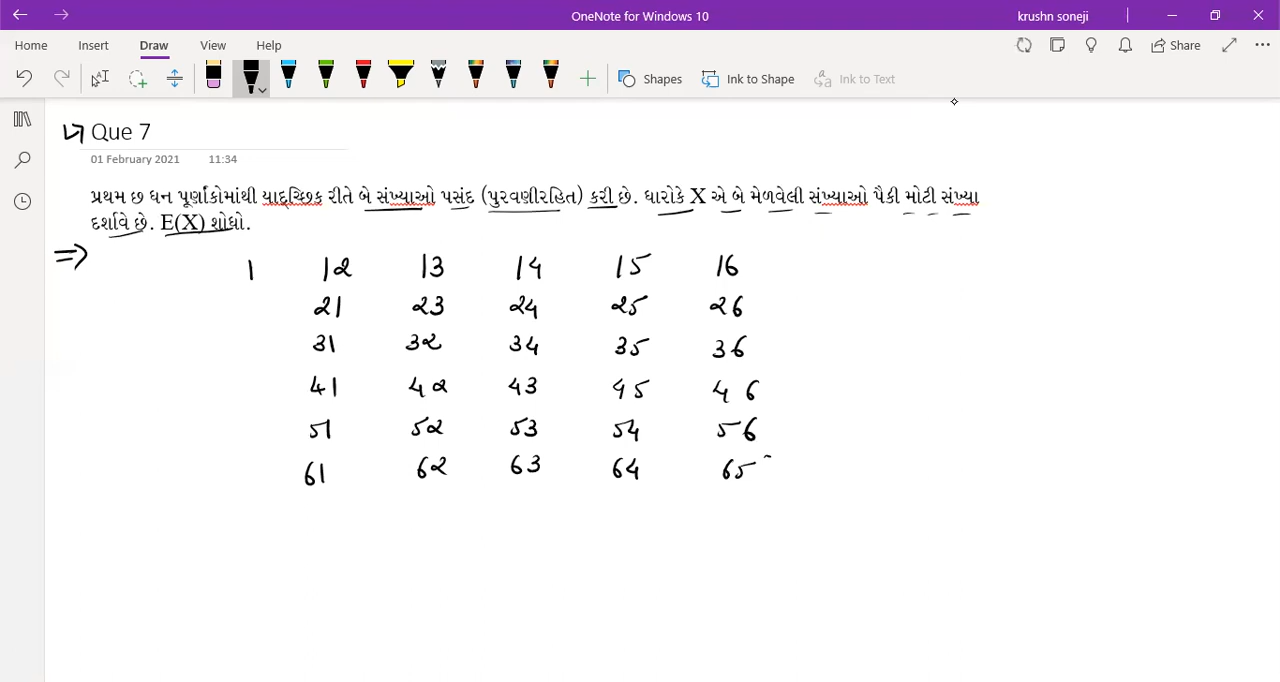 OneNote for Windows 10
krushn soneji
Home Insert Draw View Help
Share
Shapes Ink to Shape Ink to Text
Que 7
01 February 2021 11:34
પ્રથમ છ ધન પૂર્ણાંકોમાંથી યાદ્દચ્છિક રીતે બે સંખ્યાઓ પસંદ (પુરવણીરહિત) કરી છે. ધારોકે X એ બે મેળવેલી સંખ્યાઓ પૈકી મોટી સંખ્યા
દર્શાવે છે. E(X) શોધો.
⇒ 1 12 13 14 15 16
21 23 24 25 26
31 32 34 35 36
41 42 43 45 46
51 52 53 54 56
61 62 63 64 65